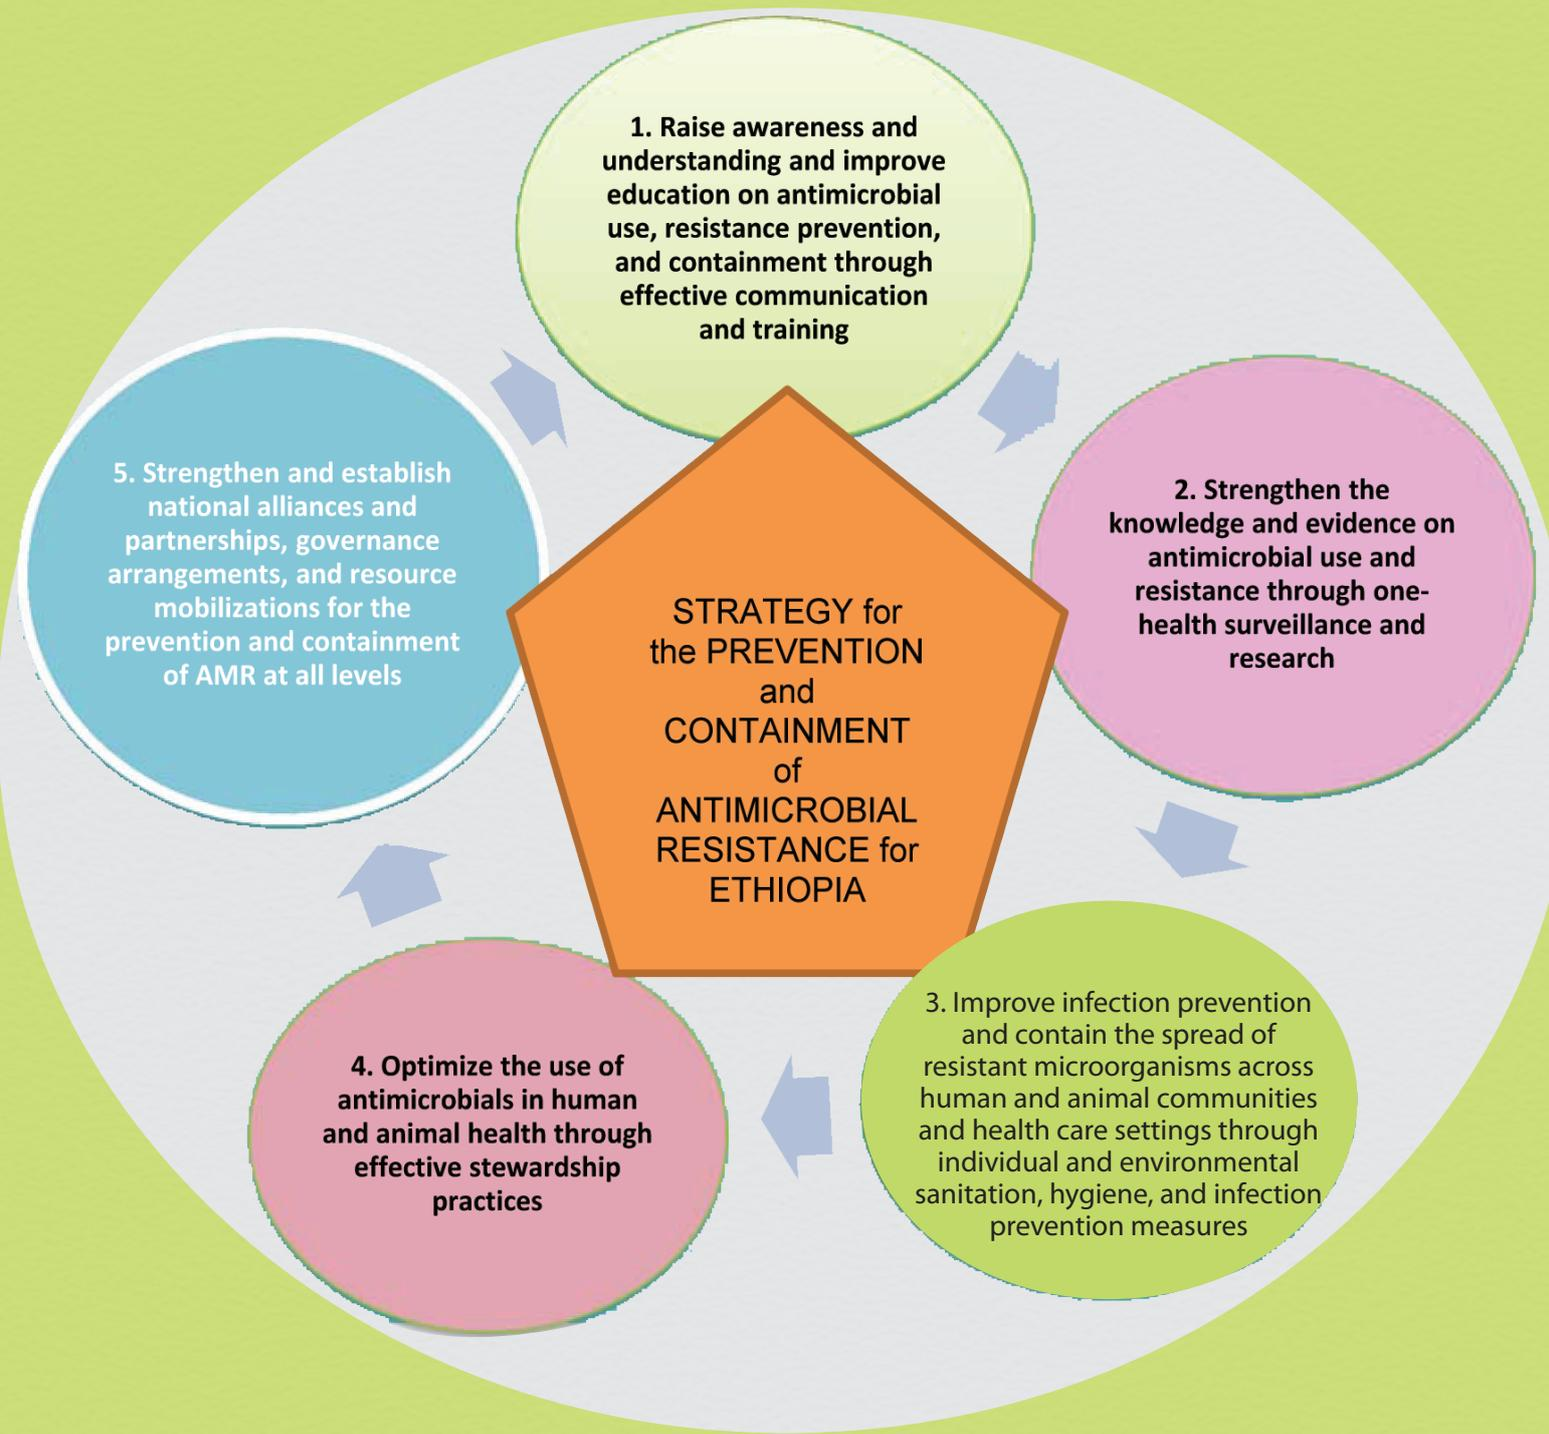 1. Raise awareness and
understanding and improve
education on antimicrobial
use, resistance prevention,
and containment through
effective communication
and training
2. Strengthen the
knowledge and evidence on
antimicrobial use and
resistance through one-
health surveillance and
research
3. Improve infection prevention
and contain the spread of
resistant microorganisms across
human and animal communities
and health care settings through
individual and environmental
sanitation, hygiene, and infection
prevention measures
4. Optimize the use of
antimicrobials in human
and animal health through
effective stewardship
practices
5. Strengthen and establish
national alliances and
partnerships, governance
arrangements, and resource
mobilizations for the
prevention and containment
of AMR at all levels
STRATEGY for
the PREVENTION
and
CONTAINMENT
of
ANTIMICROBIAL
RESISTANCE for
ETHIOPIA